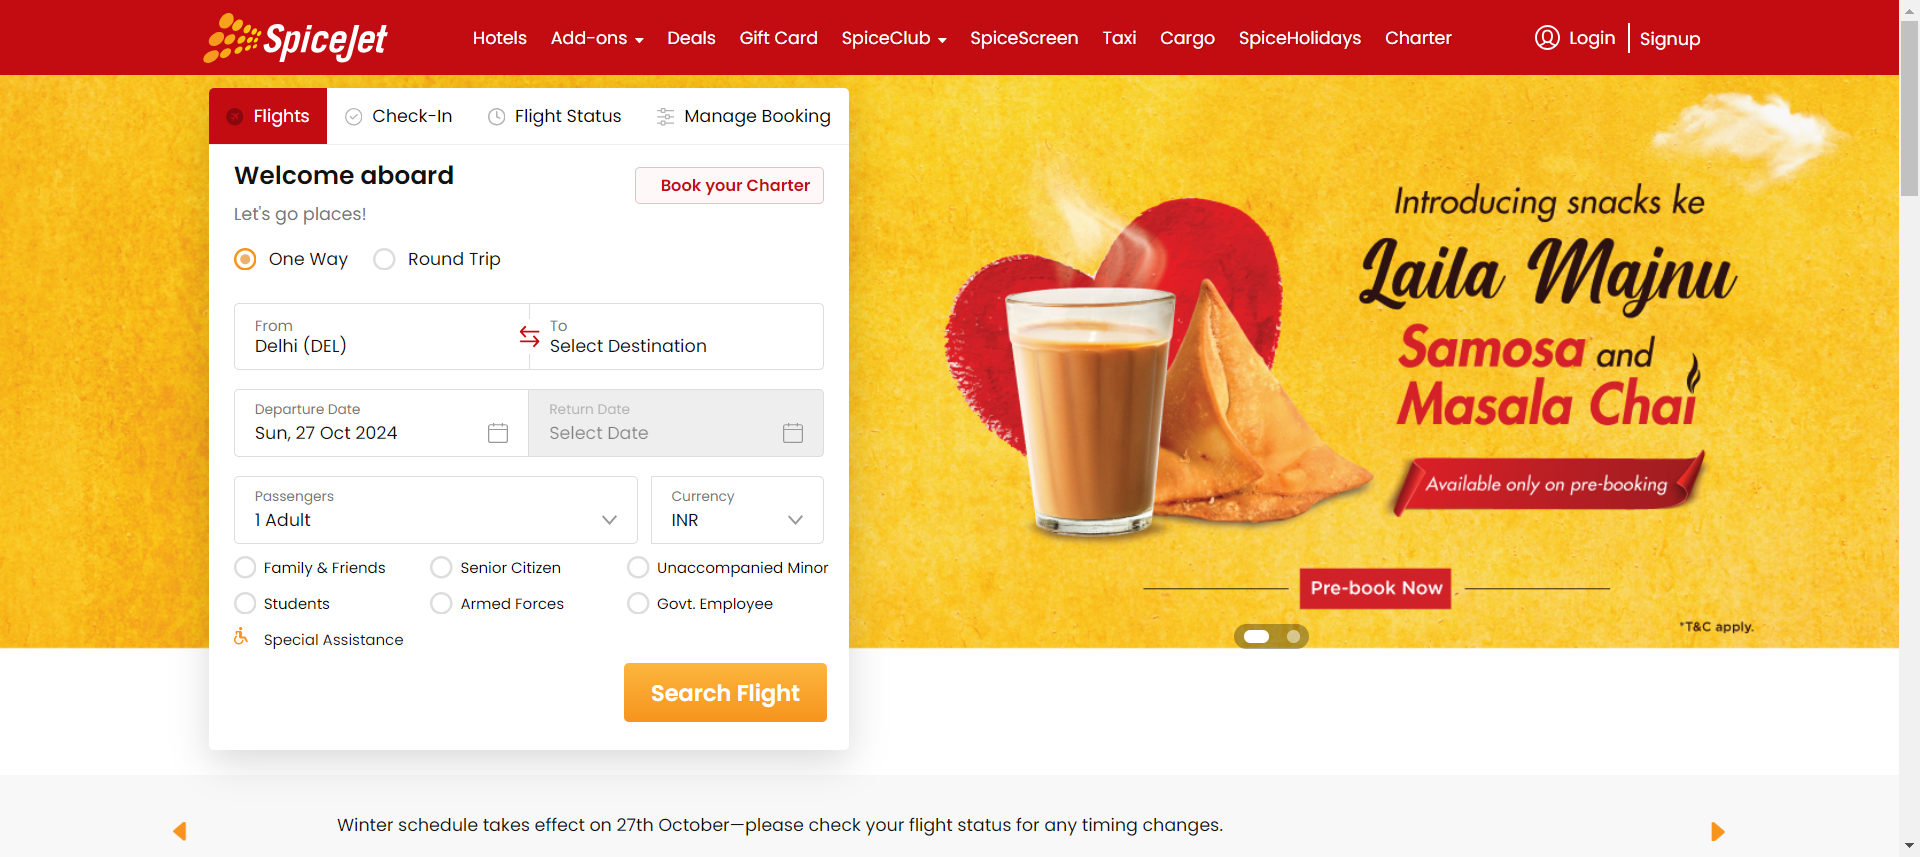 SpiceJet
Hotels Add-ons Deals Gift Card SpiceClub SpiceScreen Taxi Cargo SpiceHolidays Charter Login Signup
Flights Check-In Flight Status Manage Booking
Welcome aboard
Book your Charter
Let's go places!
One Way Round Trip
From
Delhi (DEL)
To
Select Destination
Departure Date
Sun, 27 Oct 2024
Return Date
Select Date
Passengers
1 Adult
Currency
INR
Family & Friends Senior Citizen Unaccompanied Minor
Students Armed Forces Govt. Employee
Special Assistance
Search Flight
Introducing snacks ke
Laila Majnu
Samosa and
Masala Chai
Available only on pre-booking
Pre-book Now
*T&C apply.
Winter schedule takes effect on 27th October—please check your flight status for any timing changes.